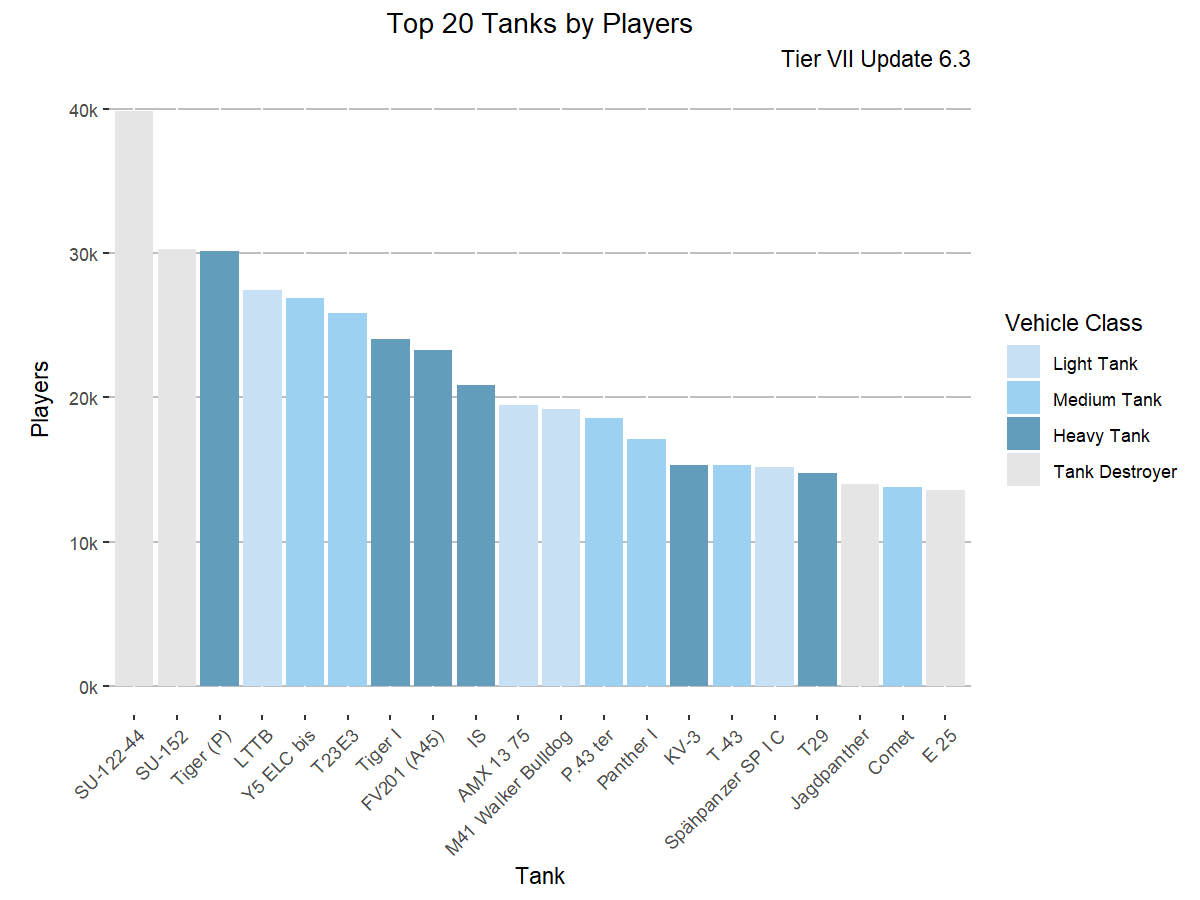 Top 20 Tanks by Players
Tier VII Update 6.3
40k
30k
20k
10k
0k
Players
SU-122-44
SU-152
Tiger (P)
LTTB
Y5 ELC bis
T23E3
Tiger I
FV201 (A45)
IS
AMX 13 75
M41 Walker Bulldog
P.43 ter
Panther I
KV-3
T-43
Spähpanzer SP I C
T29
Jagdpanther
Comet
E 25
Tank
Vehicle Class
Light Tank
Medium Tank
Heavy Tank
Tank Destroyer